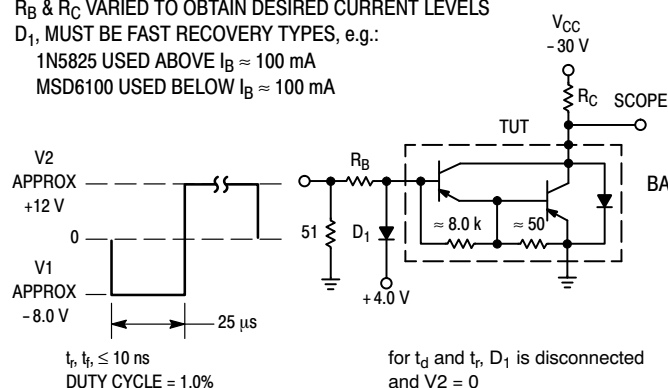 R_B & R_C VARIED TO OBTAIN DESIRED CURRENT LEVELS
D_1, MUST BE FAST RECOVERY TYPES, e.g.:
1N5825 USED ABOVE I_B ≈ 100 mA
MSD6100 USED BELOW I_B ≈ 100 mA
V_CC
- 30 V
R_C SCOPE
TUT
V2
APPROX
+12 V
0
V1
APPROX
- 8.0 V
25 μs
R_B
51
D_1
+ 4.0 V
≈ 8.0 k
≈ 50
t_r, t_f, ≤ 10 ns
DUTY CYCLE = 1.0%
for t_d and t_r, D_1 is disconnected
and V2 = 0